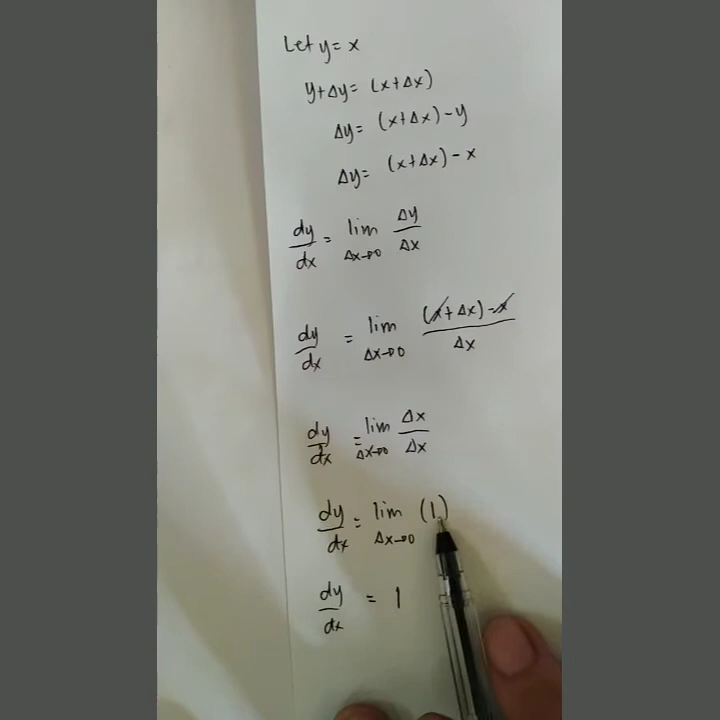 Let y = x
y+Δy = (x+Δx)
Δy = (x+Δx) - y
Δy = (x+Δx) - x
dy/dx = lim Δx→0 Δy/Δx
dy/dx = lim Δx→0 ((x+Δx) - x)/Δx
dy/dx = lim Δx→0 Δx/Δx
dy/dx = lim Δx→0 (1)
dy/dx = 1